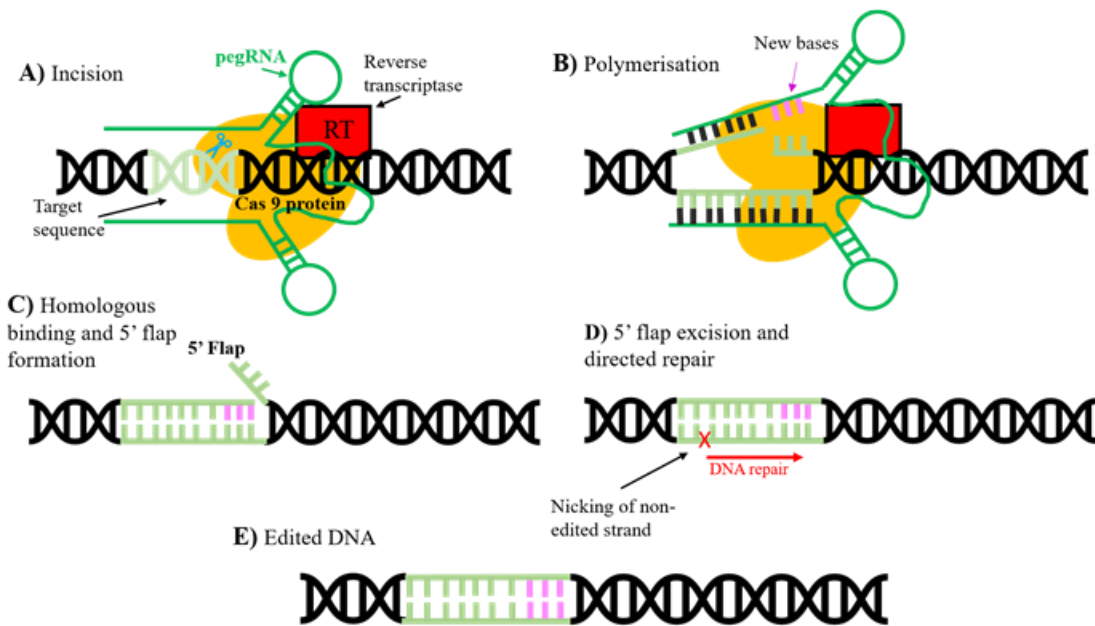 A) Incision
pegRNA
Reverse
transcriptase
RT
Target
sequence
Cas 9 protein
B) Polymerisation
New bases
C) Homologous
binding and 5’ flap
formation
5’ Flap
D) 5’ flap excision and
directed repair
X
DNA repair
Nicking of non-
edited strand
E) Edited DNA